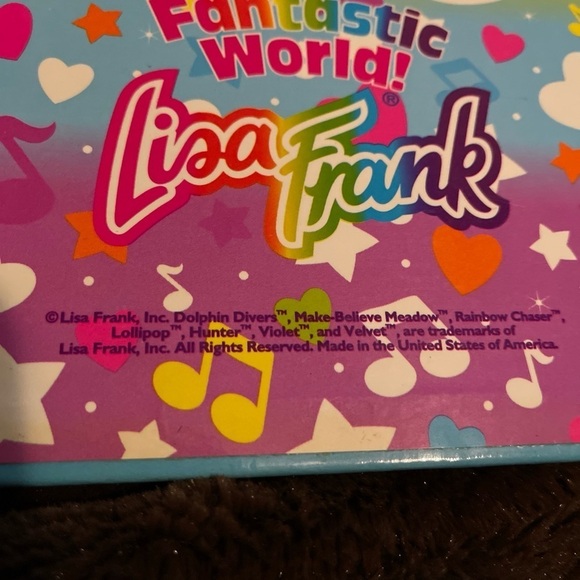 Fantastic
World!
Lisa Frank®
©Lisa Frank, Inc. Dolphin Divers™, Make-Believe Meadow™, Rainbow Chaser™,
Lollipop™, Hunter™, Violet™, and Velvet™, are trademarks of
Lisa Frank, Inc. All Rights Reserved. Made in the United States of America.